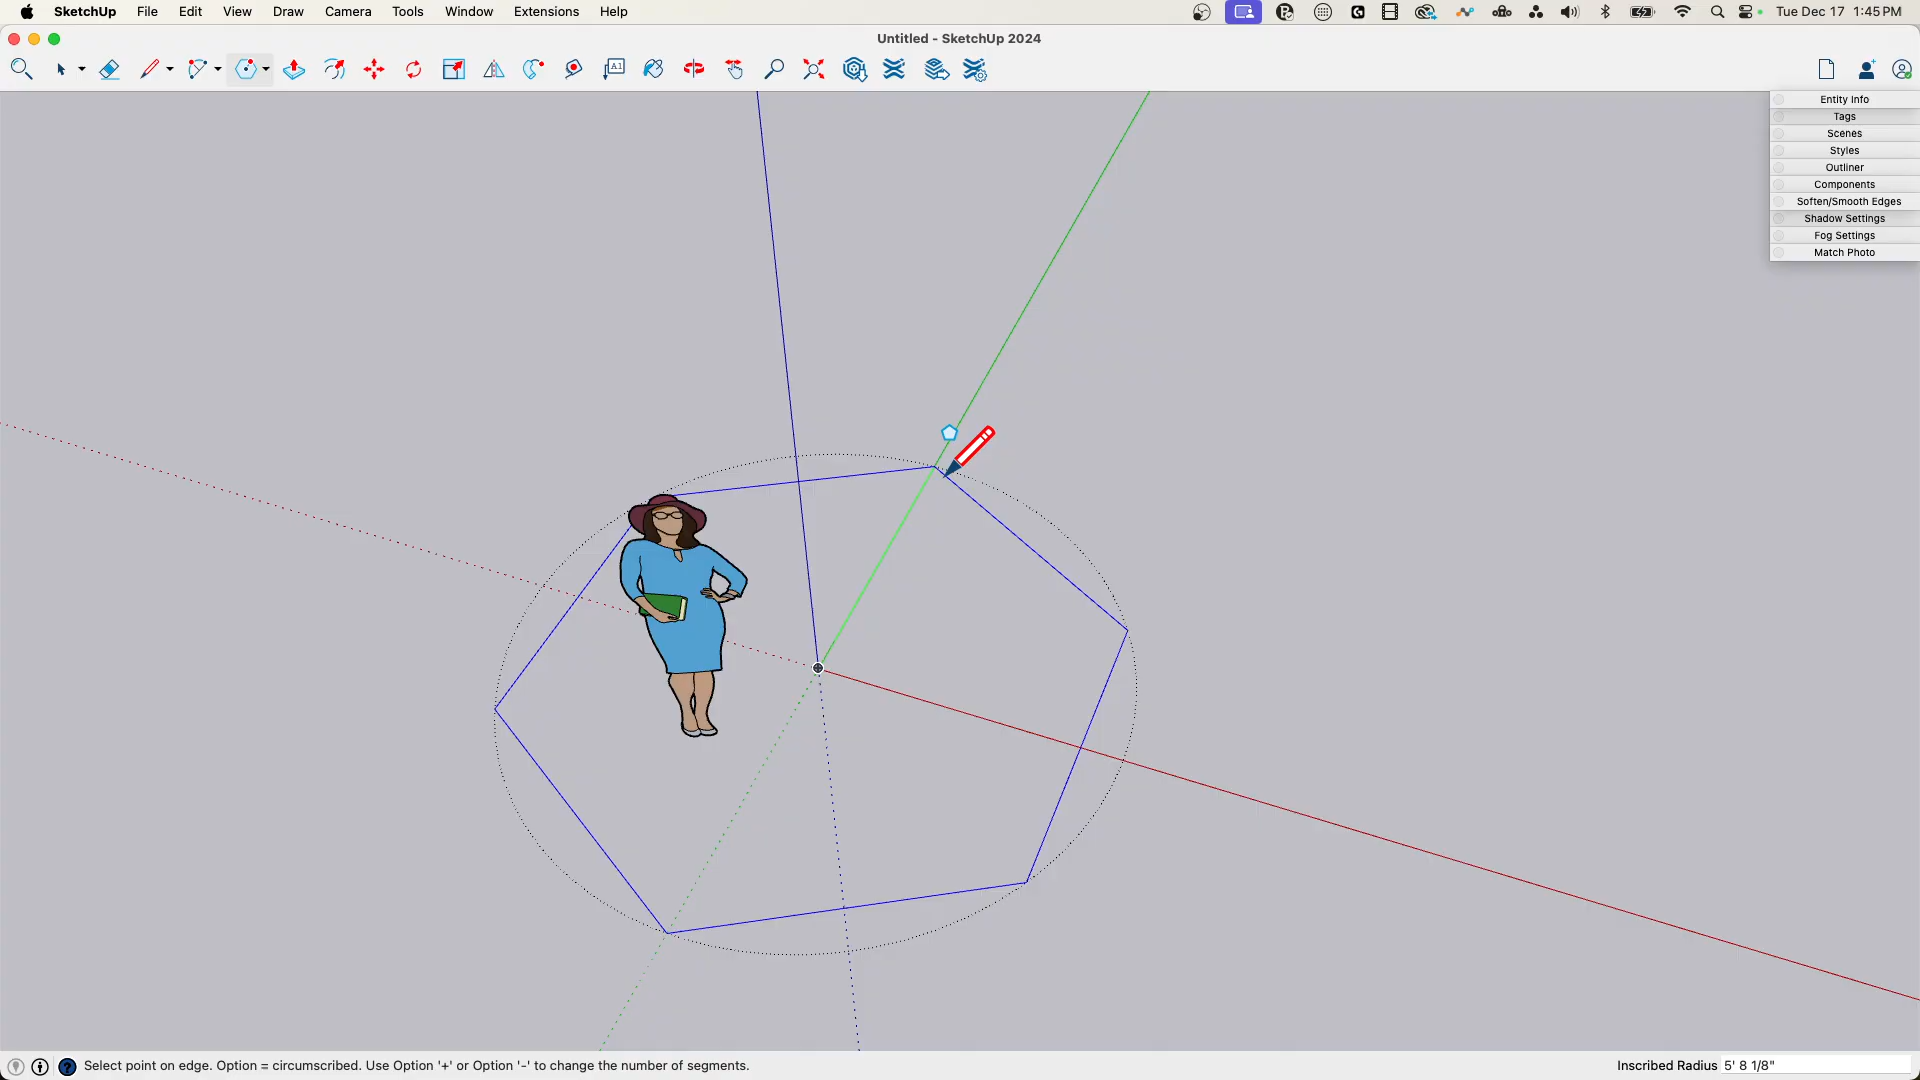 SketchUp File Edit View Draw Camera Tools Window Extensions Help Tue Dec 17 1:45 PM
Untitled - SketchUp 2024
A1
Entity Info
Tags
Scenes
Styles
Outliner
Components
Soften/Smooth Edges
Shadow Settings
Fog Settings
Match Photo
Select point on edge. Option = circumscribed. Use Option '+' or Option '-' to change the number of segments. Inscribed Radius 5' 8 1/8"